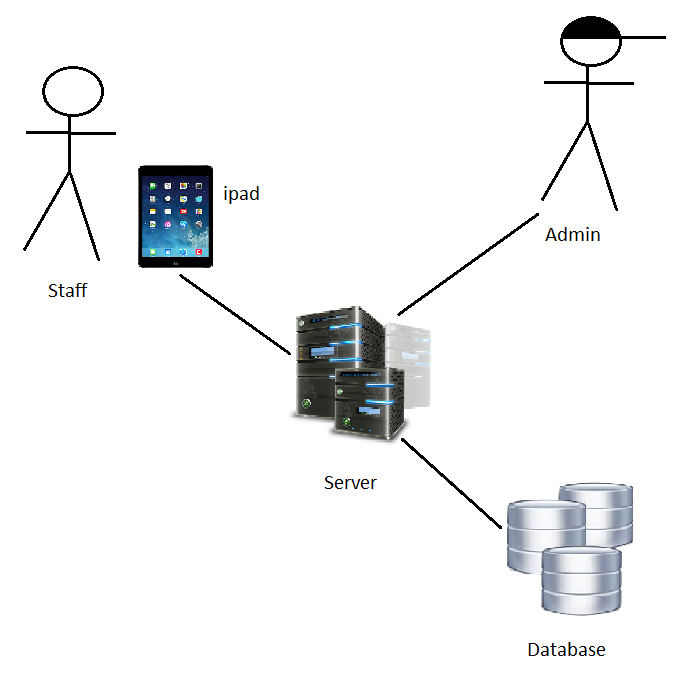 ipad
Admin
Staff
Server
Database